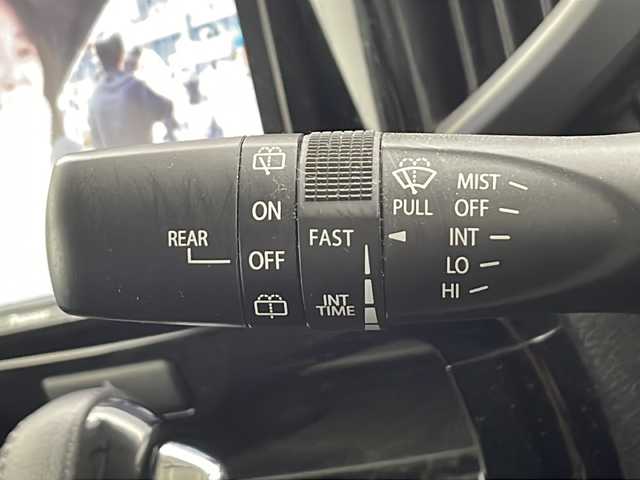 REAR
ON
OFF
FAST
INT
TIME
PULL
MIST
OFF
INT
LO
HI